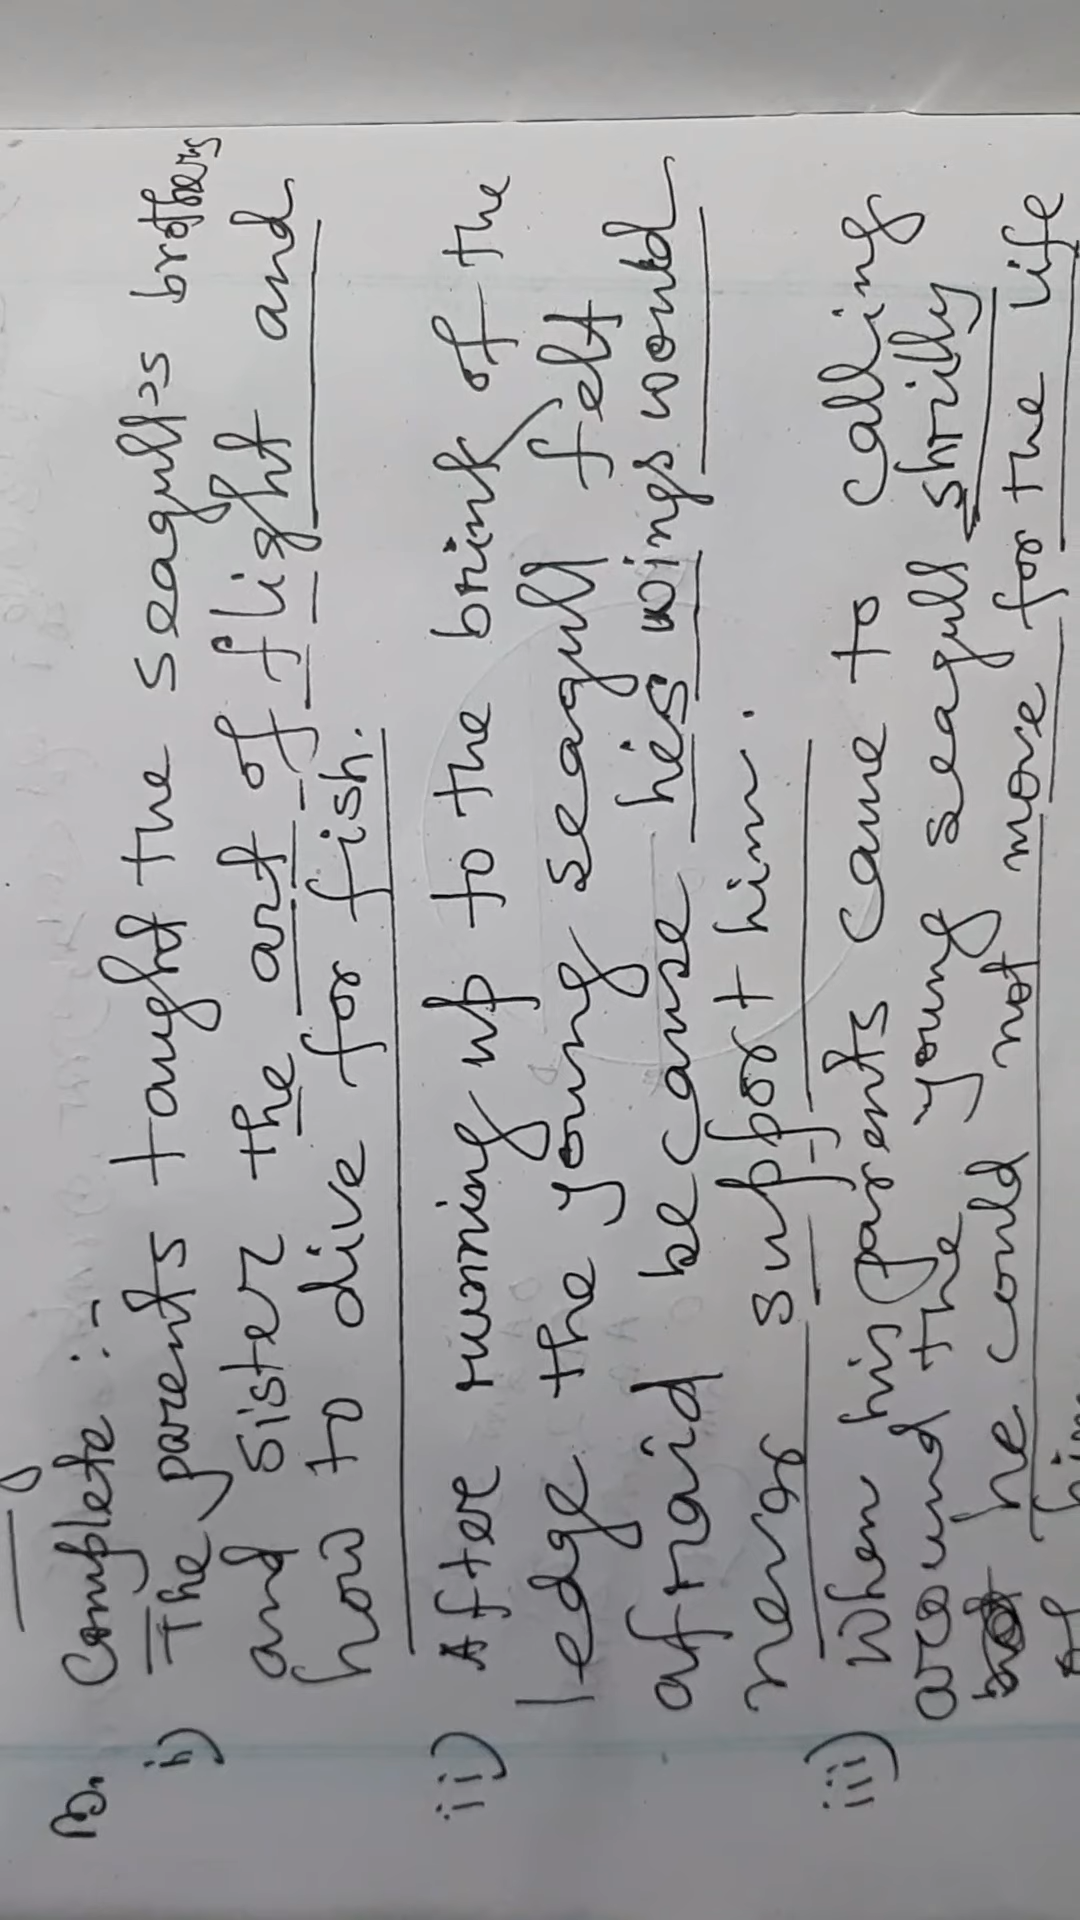 B. Complete :-
i) The parents taught the seagull's brothers
and sister the art of flight and
how to dive for fish.
ii) After running up to the brink of the
ledge the young seagull felt
afraid because his wings would
never support him.
iii) When his parents came to calling
around the young seagull shrilly
he could not move for the life
of him